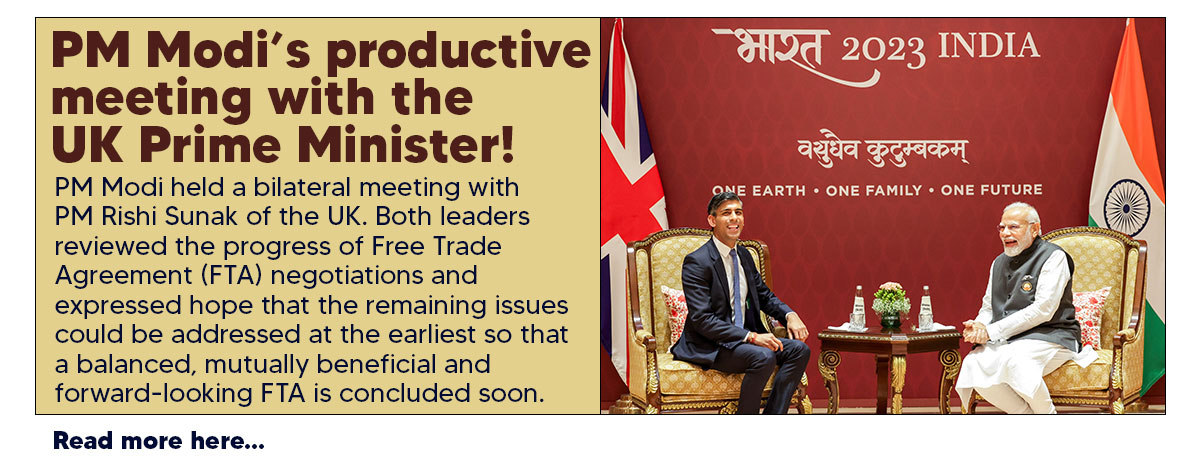 PM Modi’s productive
meeting with the
UK Prime Minister!
PM Modi held a bilateral meeting with
PM Rishi Sunak of the UK. Both leaders
reviewed the progress of Free Trade
Agreement (FTA) negotiations and
expressed hope that the remaining issues
could be addressed at the earliest so that
a balanced, mutually beneficial and
forward-looking FTA is concluded soon.
Read more here...
भारत 2023 INDIA
वसुधैव कुटुम्बकम्
ONE EARTH • ONE FAMILY • ONE FUTURE